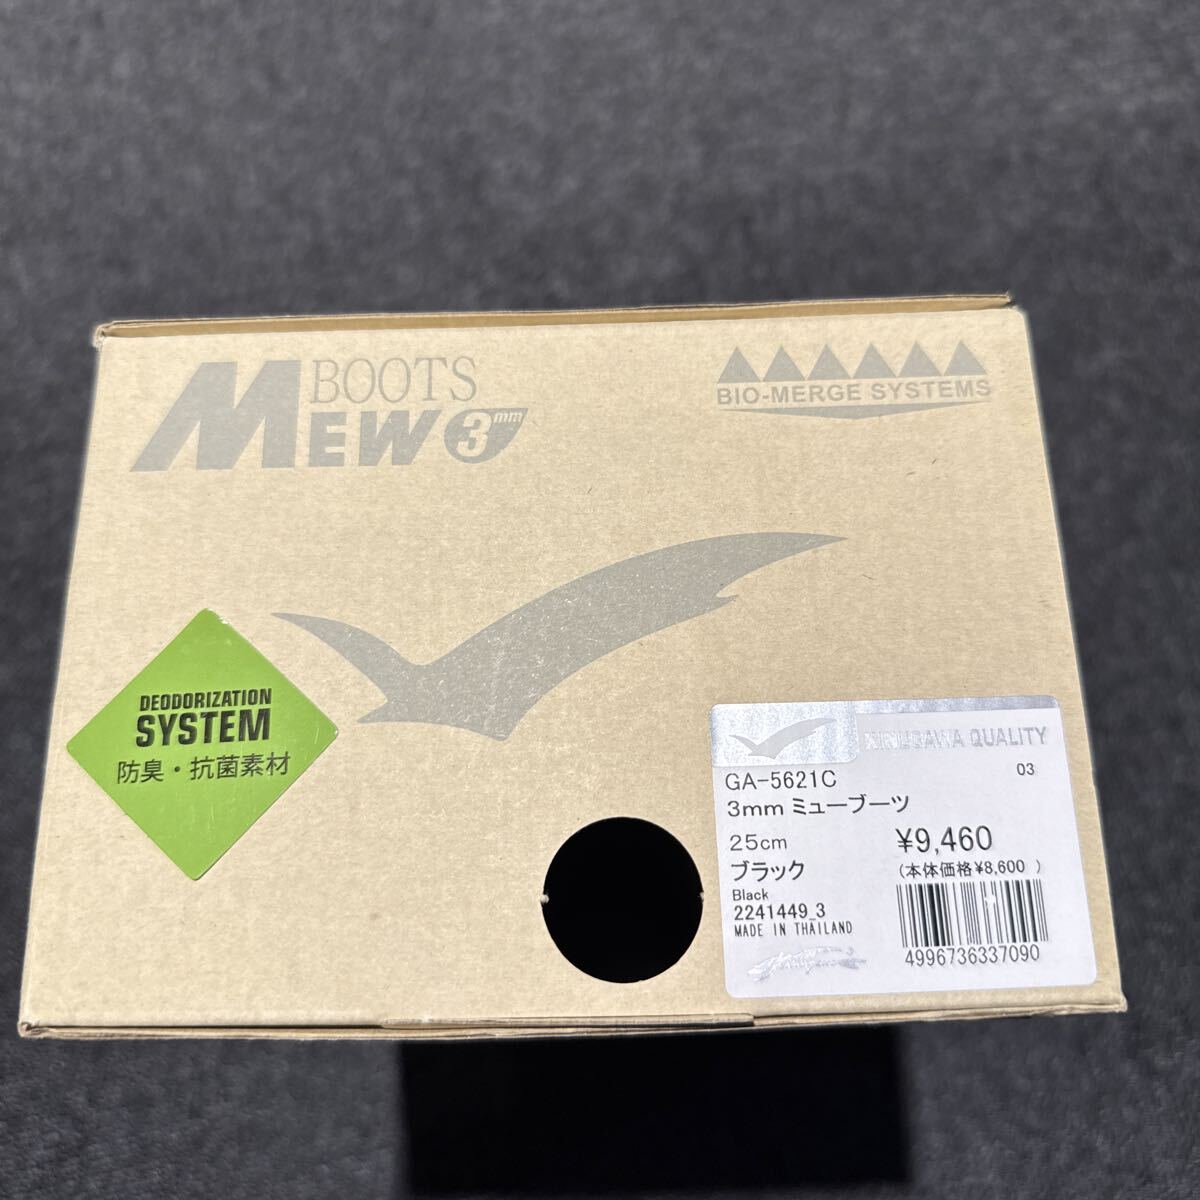 BOOTS
MEW 3mm
BIO-MERGE SYSTEMS
DEODORIZATION
SYSTEM
防臭・抗菌素材
KINUGAWA QUALITY
GA-5621C
03
3mm ミューブーツ
25cm
¥9,460
ブラック
(本体価格¥8,600 )
Black
2241449_3
MADE IN THAILAND
4996736337090